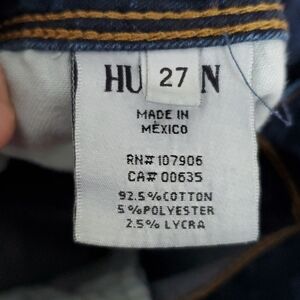 HU 27 N
MADE IN
MÉXICO
RN# 107906
CA# 00635
92.5%COTTON
5%POLYESTER
2.5% LYCRA